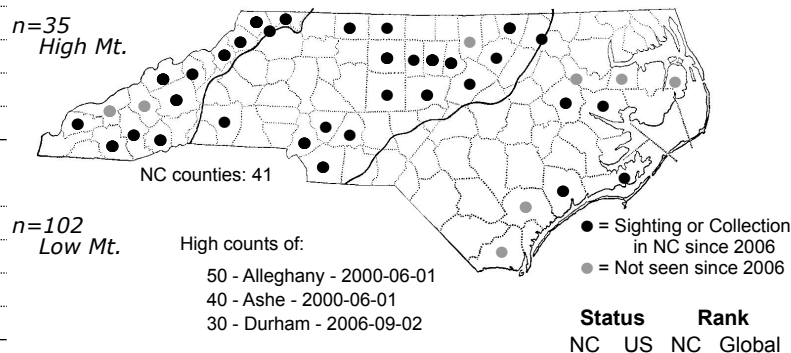 n=35
High Mt.
NC counties: 41
n=102
Low Mt.
High counts of:
50 - Alleghany - 2000-06-01
40 - Ashe - 2000-06-01
30 - Durham - 2006-09-02
= Sighting or Collection
in NC since 2006
= Not seen since 2006
Status Rank
NC US NC Global